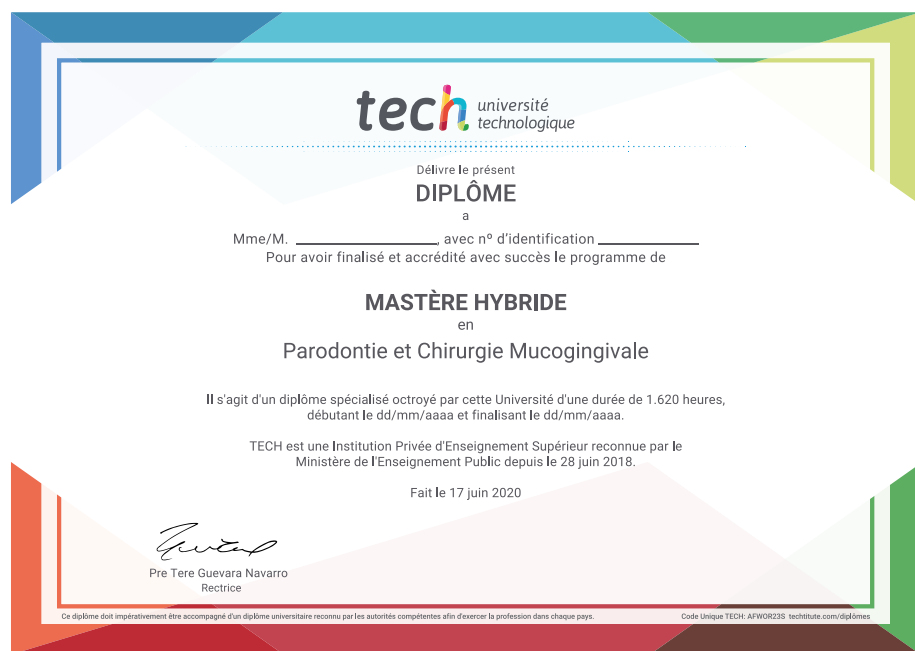 tech université
technologique
Délivre le présent
DIPLÔME
a
Mme/M. , avec nº d'identification
Pour avoir finalisé et accrédité avec succès le programme de
MASTÈRE HYBRIDE
en
Parodontie et Chirurgie Mucogingivale
Il s'agit d'un diplôme spécialisé octroyé par cette Université d'une durée de 1.620 heures,
débutant le dd/mm/aaaa et finalisant le dd/mm/aaaa.
TECH est une Institution Privée d'Enseignement Supérieur reconnue par le
Ministère de l'Enseignement Public depuis le 28 juin 2018.
Fait le 17 juin 2020
Pre Tere Guevara Navarro
Rectrice
Ce diplôme doit impérativement être accompagné d'un diplôme universitaire reconnu par les autorités compétentes afin d'exercer la profession dans chaque pays.
Code Unique TECH: AFWOR23S techtitute.com/diplômes